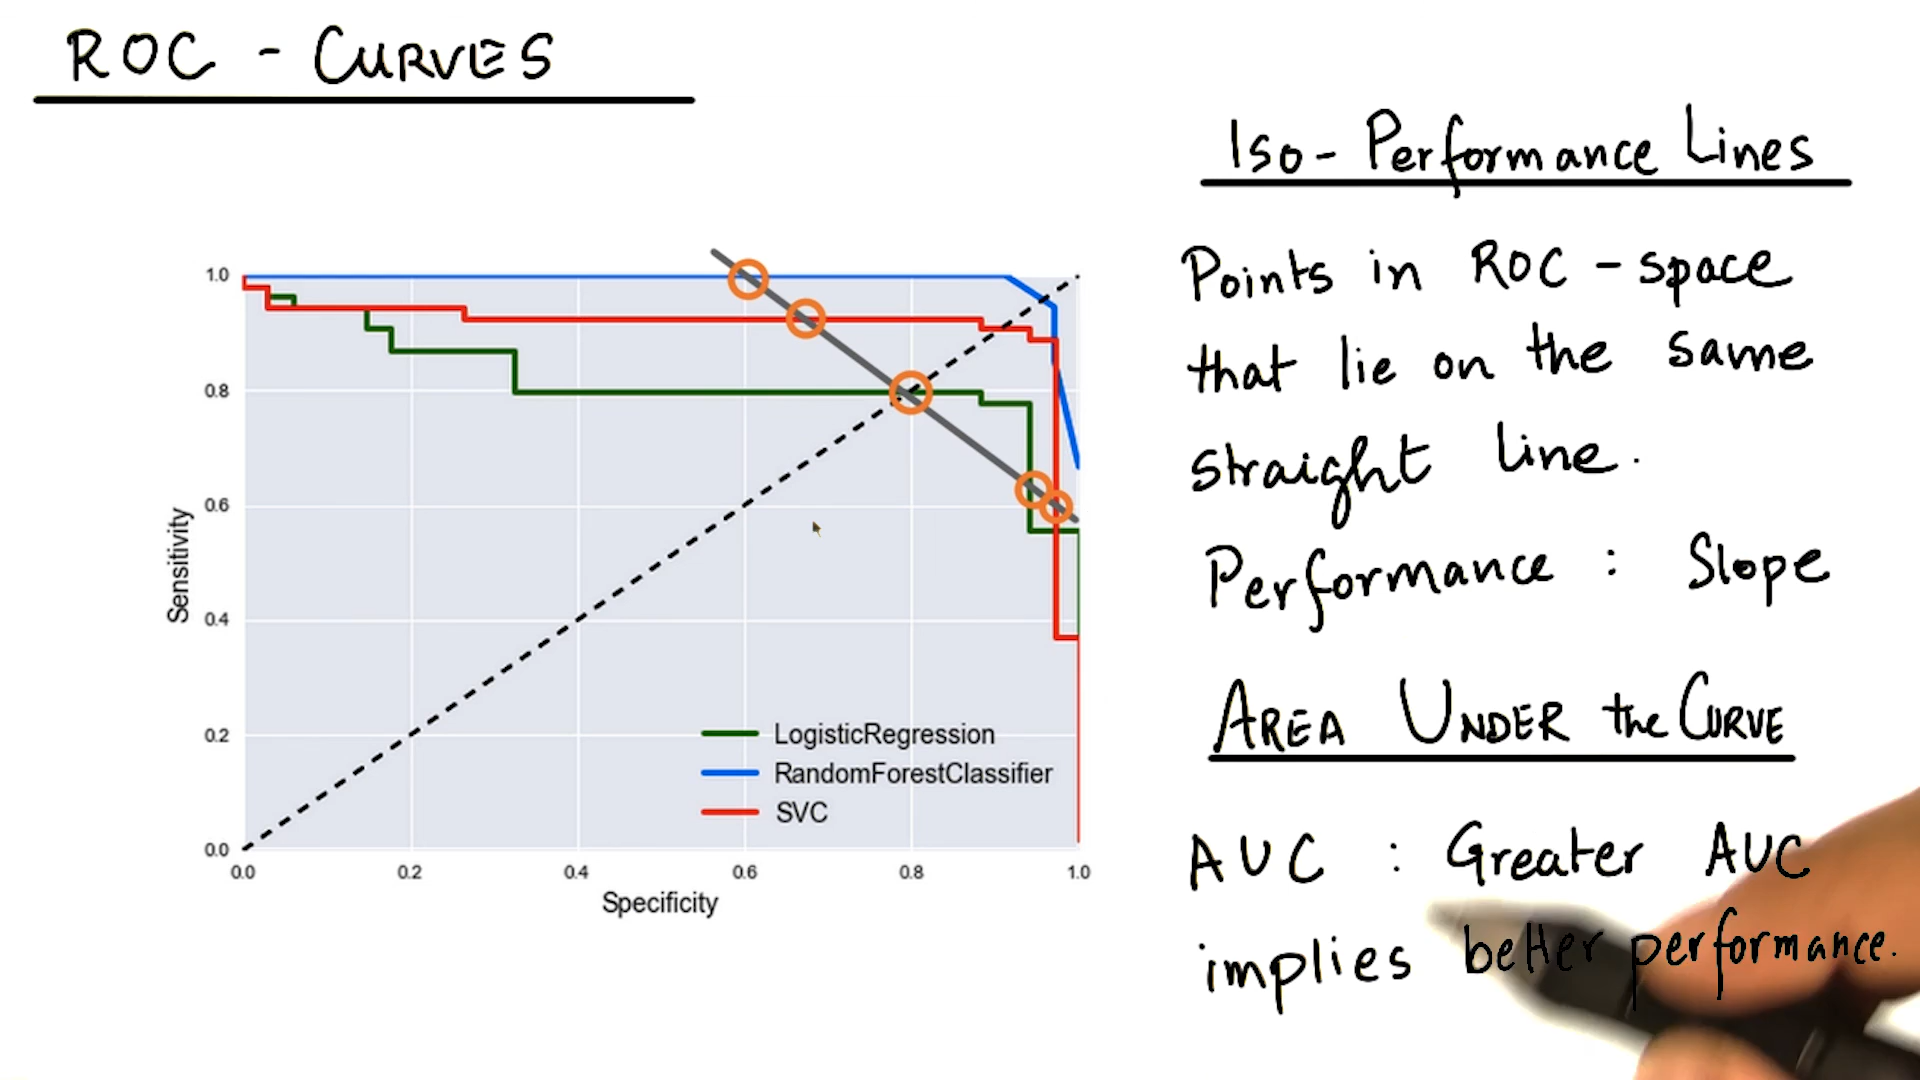 ROC - CURVES
Iso-Performance Lines
Points in ROC-space
that lie on the same
straight line.
Performance : Slope
AREA UNDER the CURVE
AUC : Greater AUC
implies better performance.
1.0
0.8
0.6
0.4
0.2
0.0
Sensitivity
LogisticRegression
RandomForestClassifier
SVC
0.0 0.2 0.4 0.6 0.8 1.0
Specificity